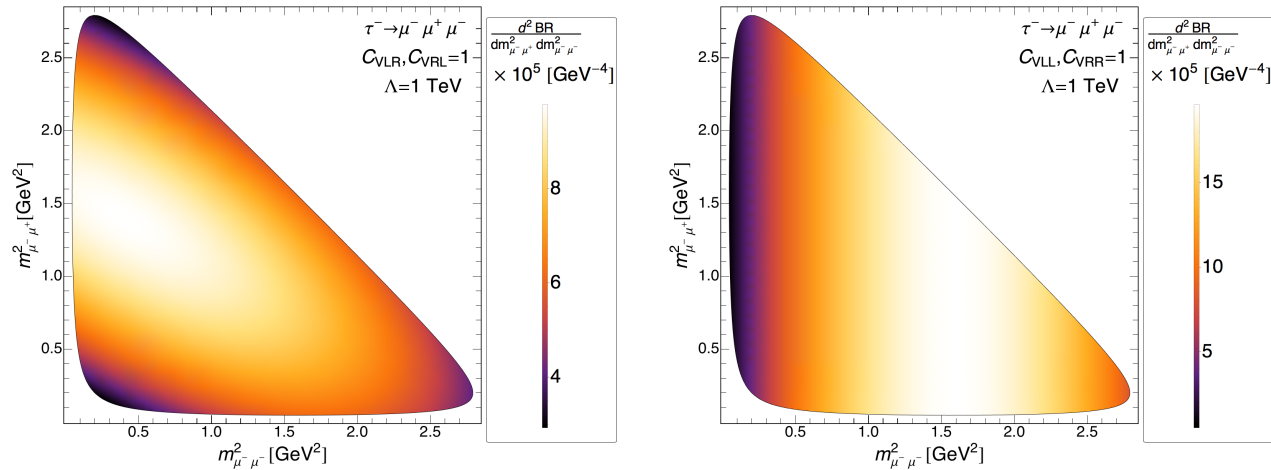 τ⁻→μ⁻ μ⁺ μ⁻
C_VLR,C_VRL=1
Λ=1 TeV
d² BR
dm²_μ⁻μ⁺ dm²_μ⁻μ⁻
× 10⁵ [GeV⁻⁴]
8
6
4
2.5
2.0
1.5
1.0
0.5
m²_μ⁻μ⁺[GeV²]
0.5 1.0 1.5 2.0 2.5
m²_μ⁻μ⁻[GeV²]
τ⁻→μ⁻ μ⁺ μ⁻
C_VLL,C_VRR=1
Λ=1 TeV
d² BR
dm²_μ⁻μ⁺ dm²_μ⁻μ⁻
× 10⁵ [GeV⁻⁴]
15
10
5
2.5
2.0
1.5
1.0
0.5
m²_μ⁻μ⁺[GeV²]
0.5 1.0 1.5 2.0 2.5
m²_μ⁻μ⁻[GeV²]